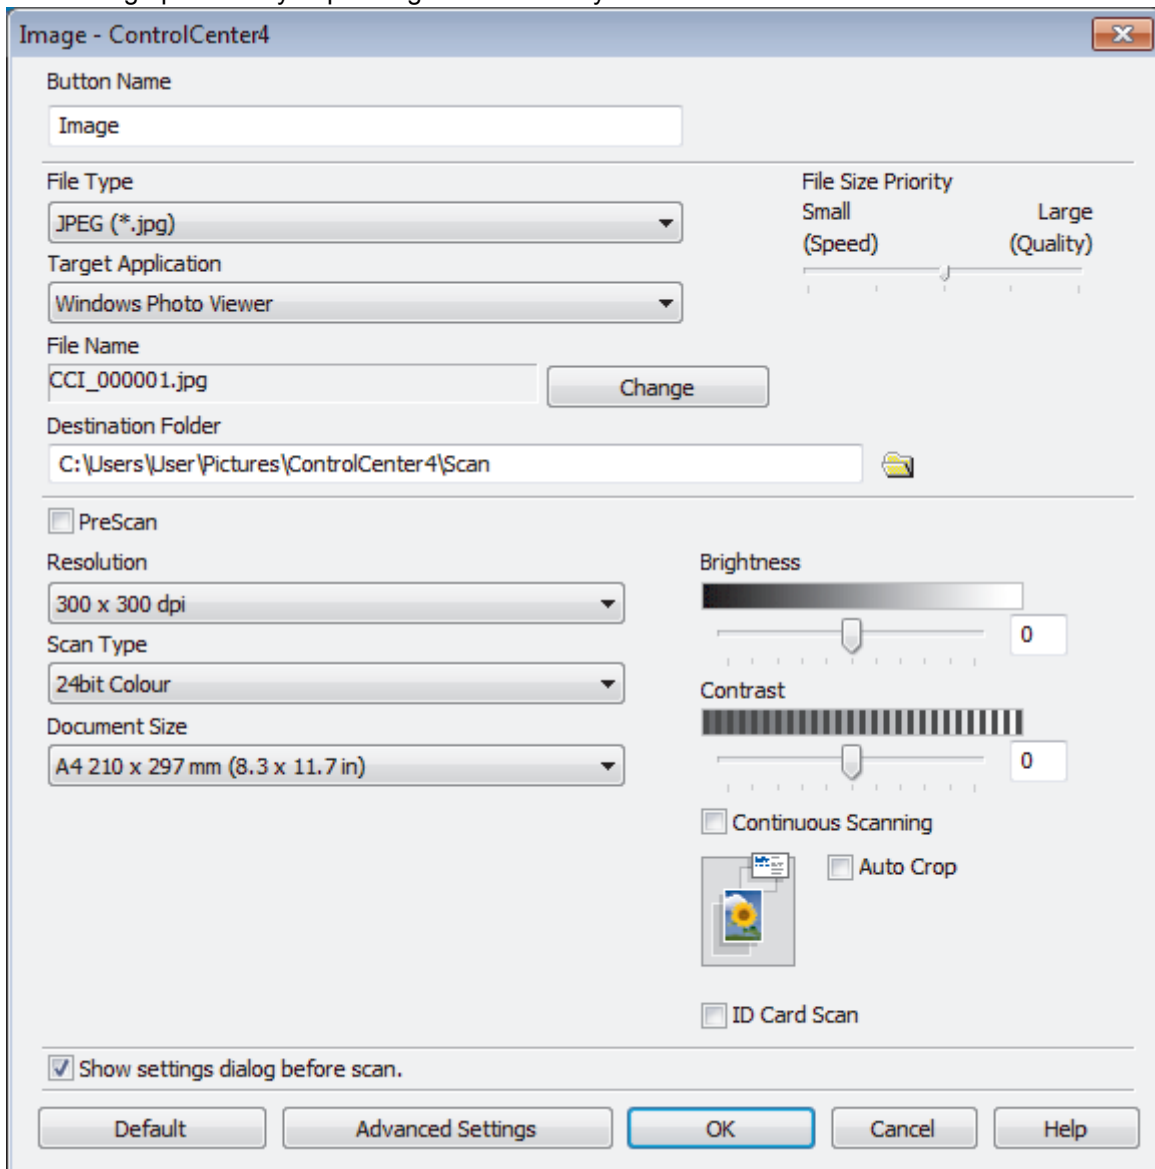 Image - ControlCenter4
Button Name
Image
File Type
JPEG (*.jpg)
Target Application
Windows Photo Viewer
File Name
CCI_000001.jpg
Change
Destination Folder
C:\Users\User\Pictures\ControlCenter4\Scan
File Size Priority
Small Large
(Speed) (Quality)
PreScan
Resolution
300 x 300 dpi
Scan Type
24bit Colour
Document Size
A4 210 x 297 mm (8.3 x 11.7 in)
Brightness
0
Contrast
0
Continuous Scanning
Auto Crop
ID Card Scan
Show settings dialog before scan.
Default Advanced Settings OK Cancel Help